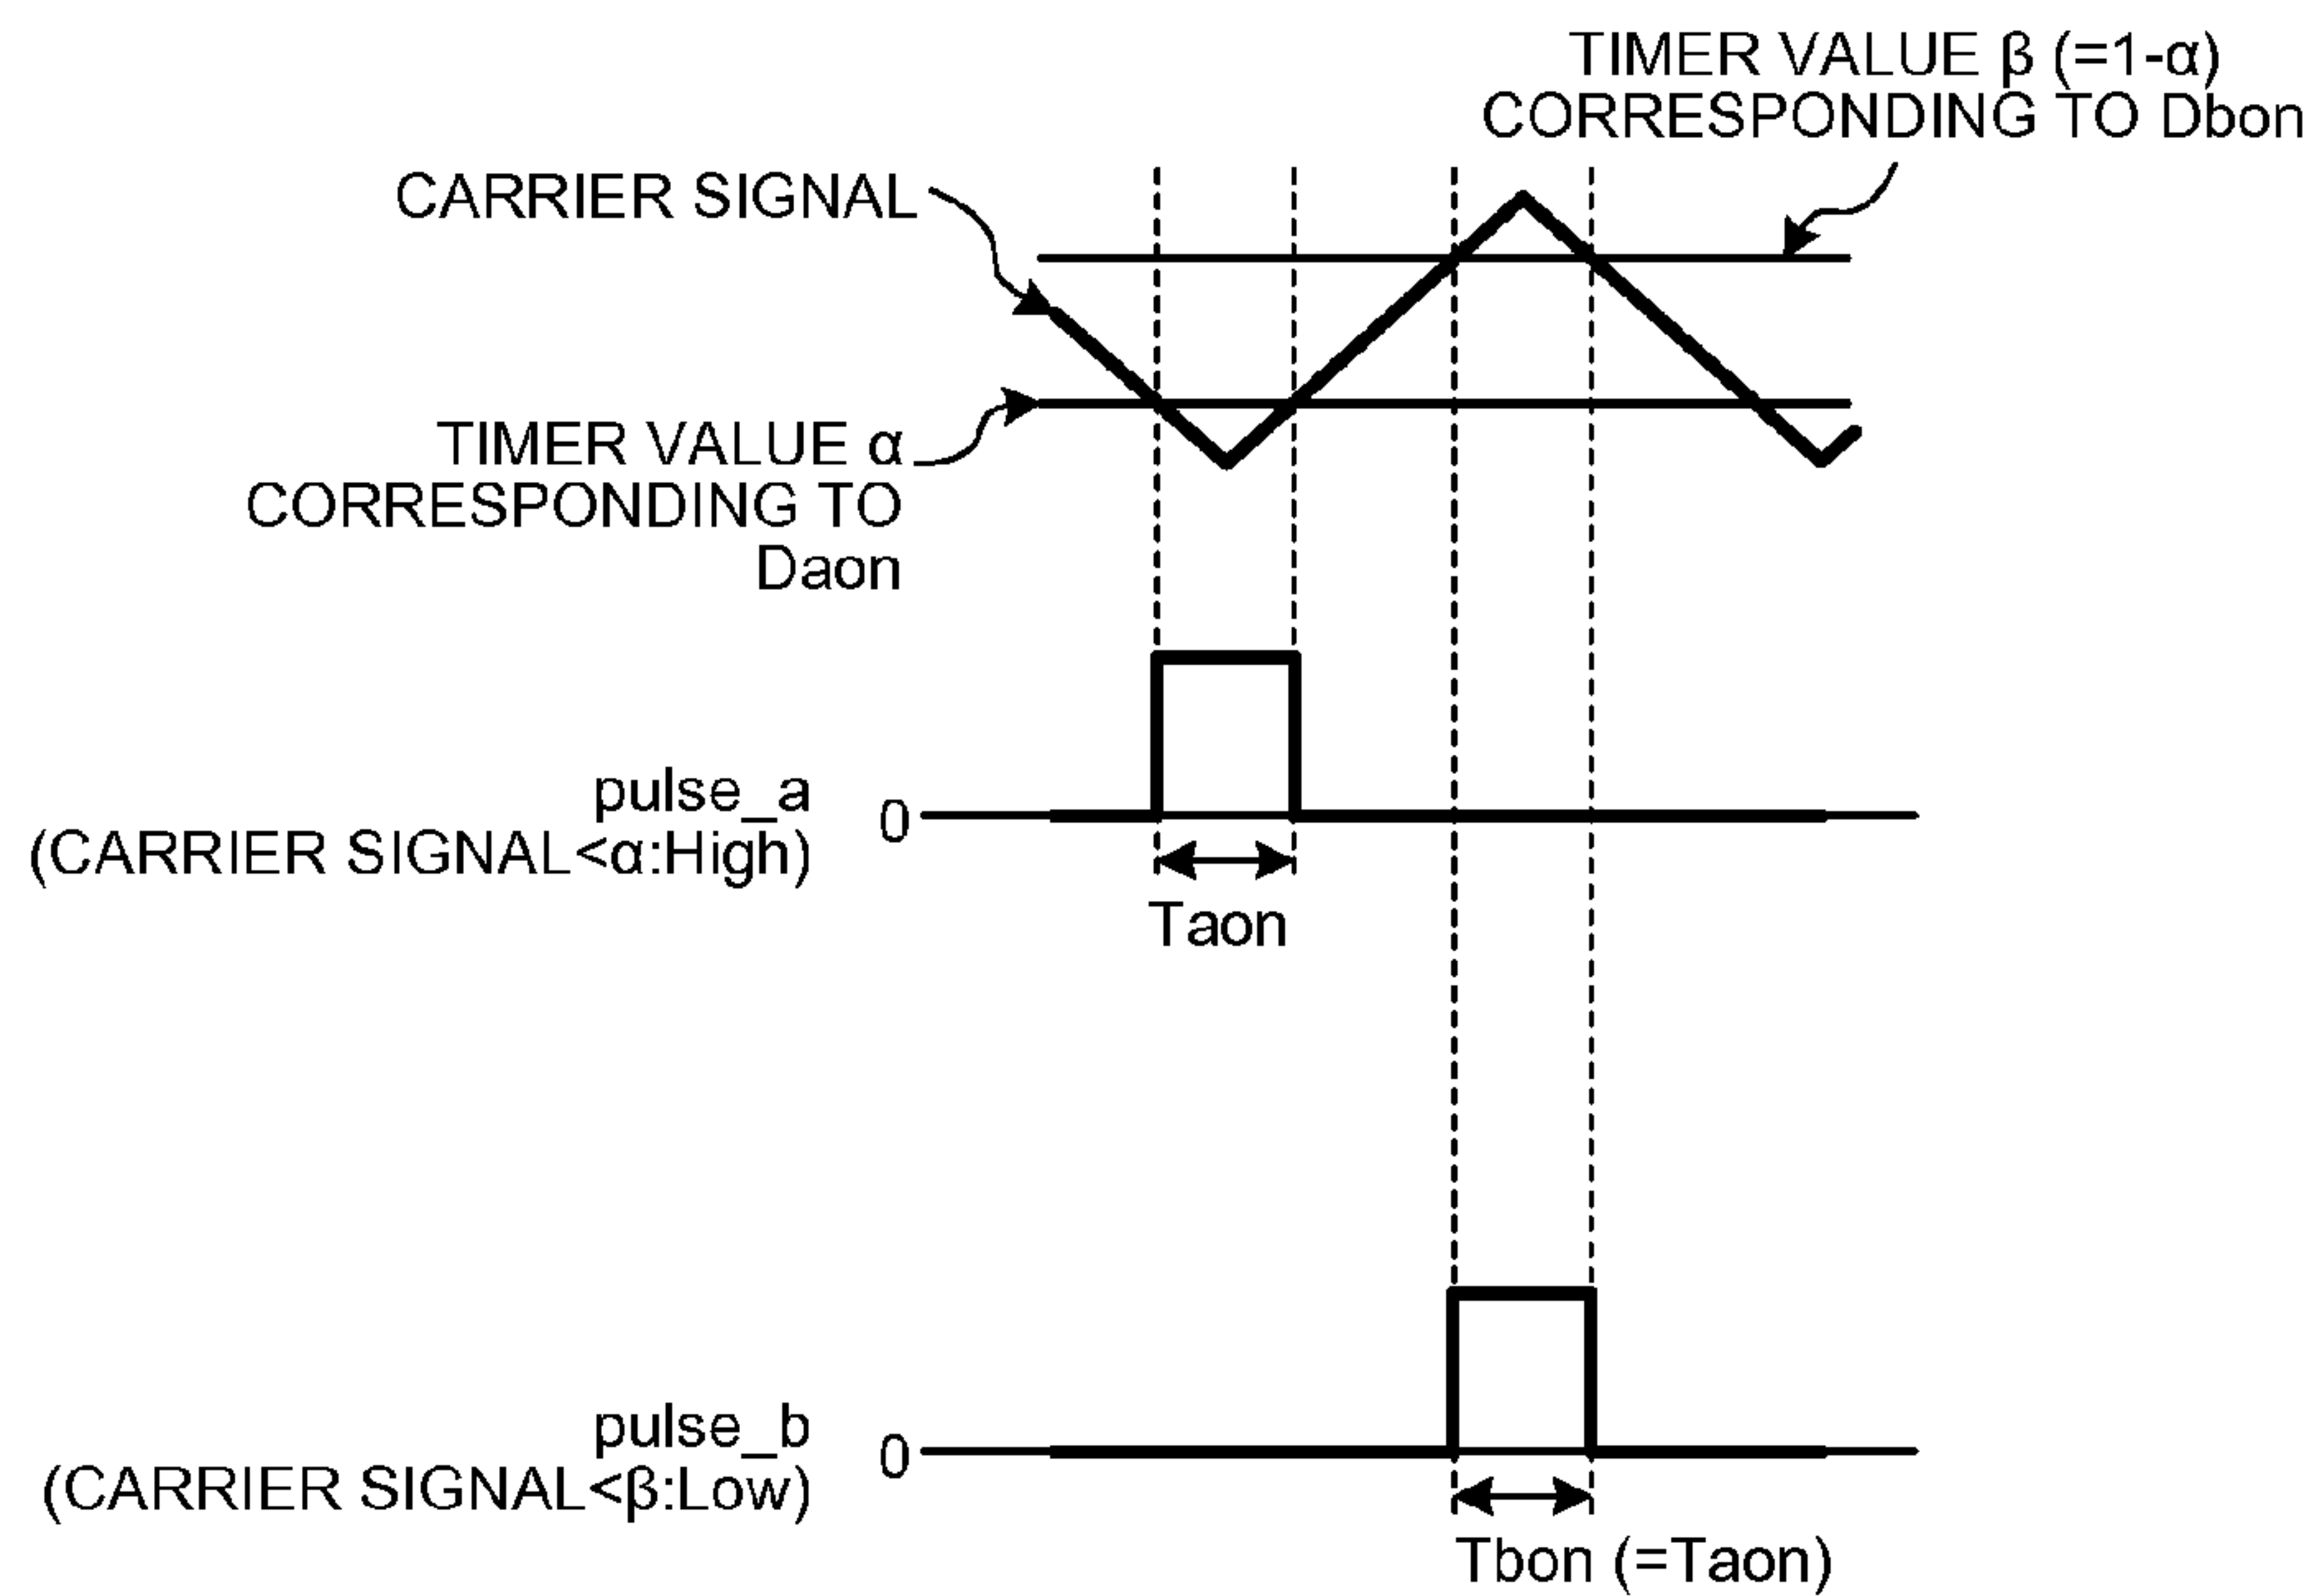 TIMER VALUE β (=1-α)
CORRESPONDING TO Dbon
CARRIER SIGNAL
TIMER VALUE α
CORRESPONDING TO
Daon
pulse_a
(CARRIER SIGNAL<α:High)
0
Taon
pulse_b
(CARRIER SIGNAL<β:Low)
0
Tbon (=Taon)